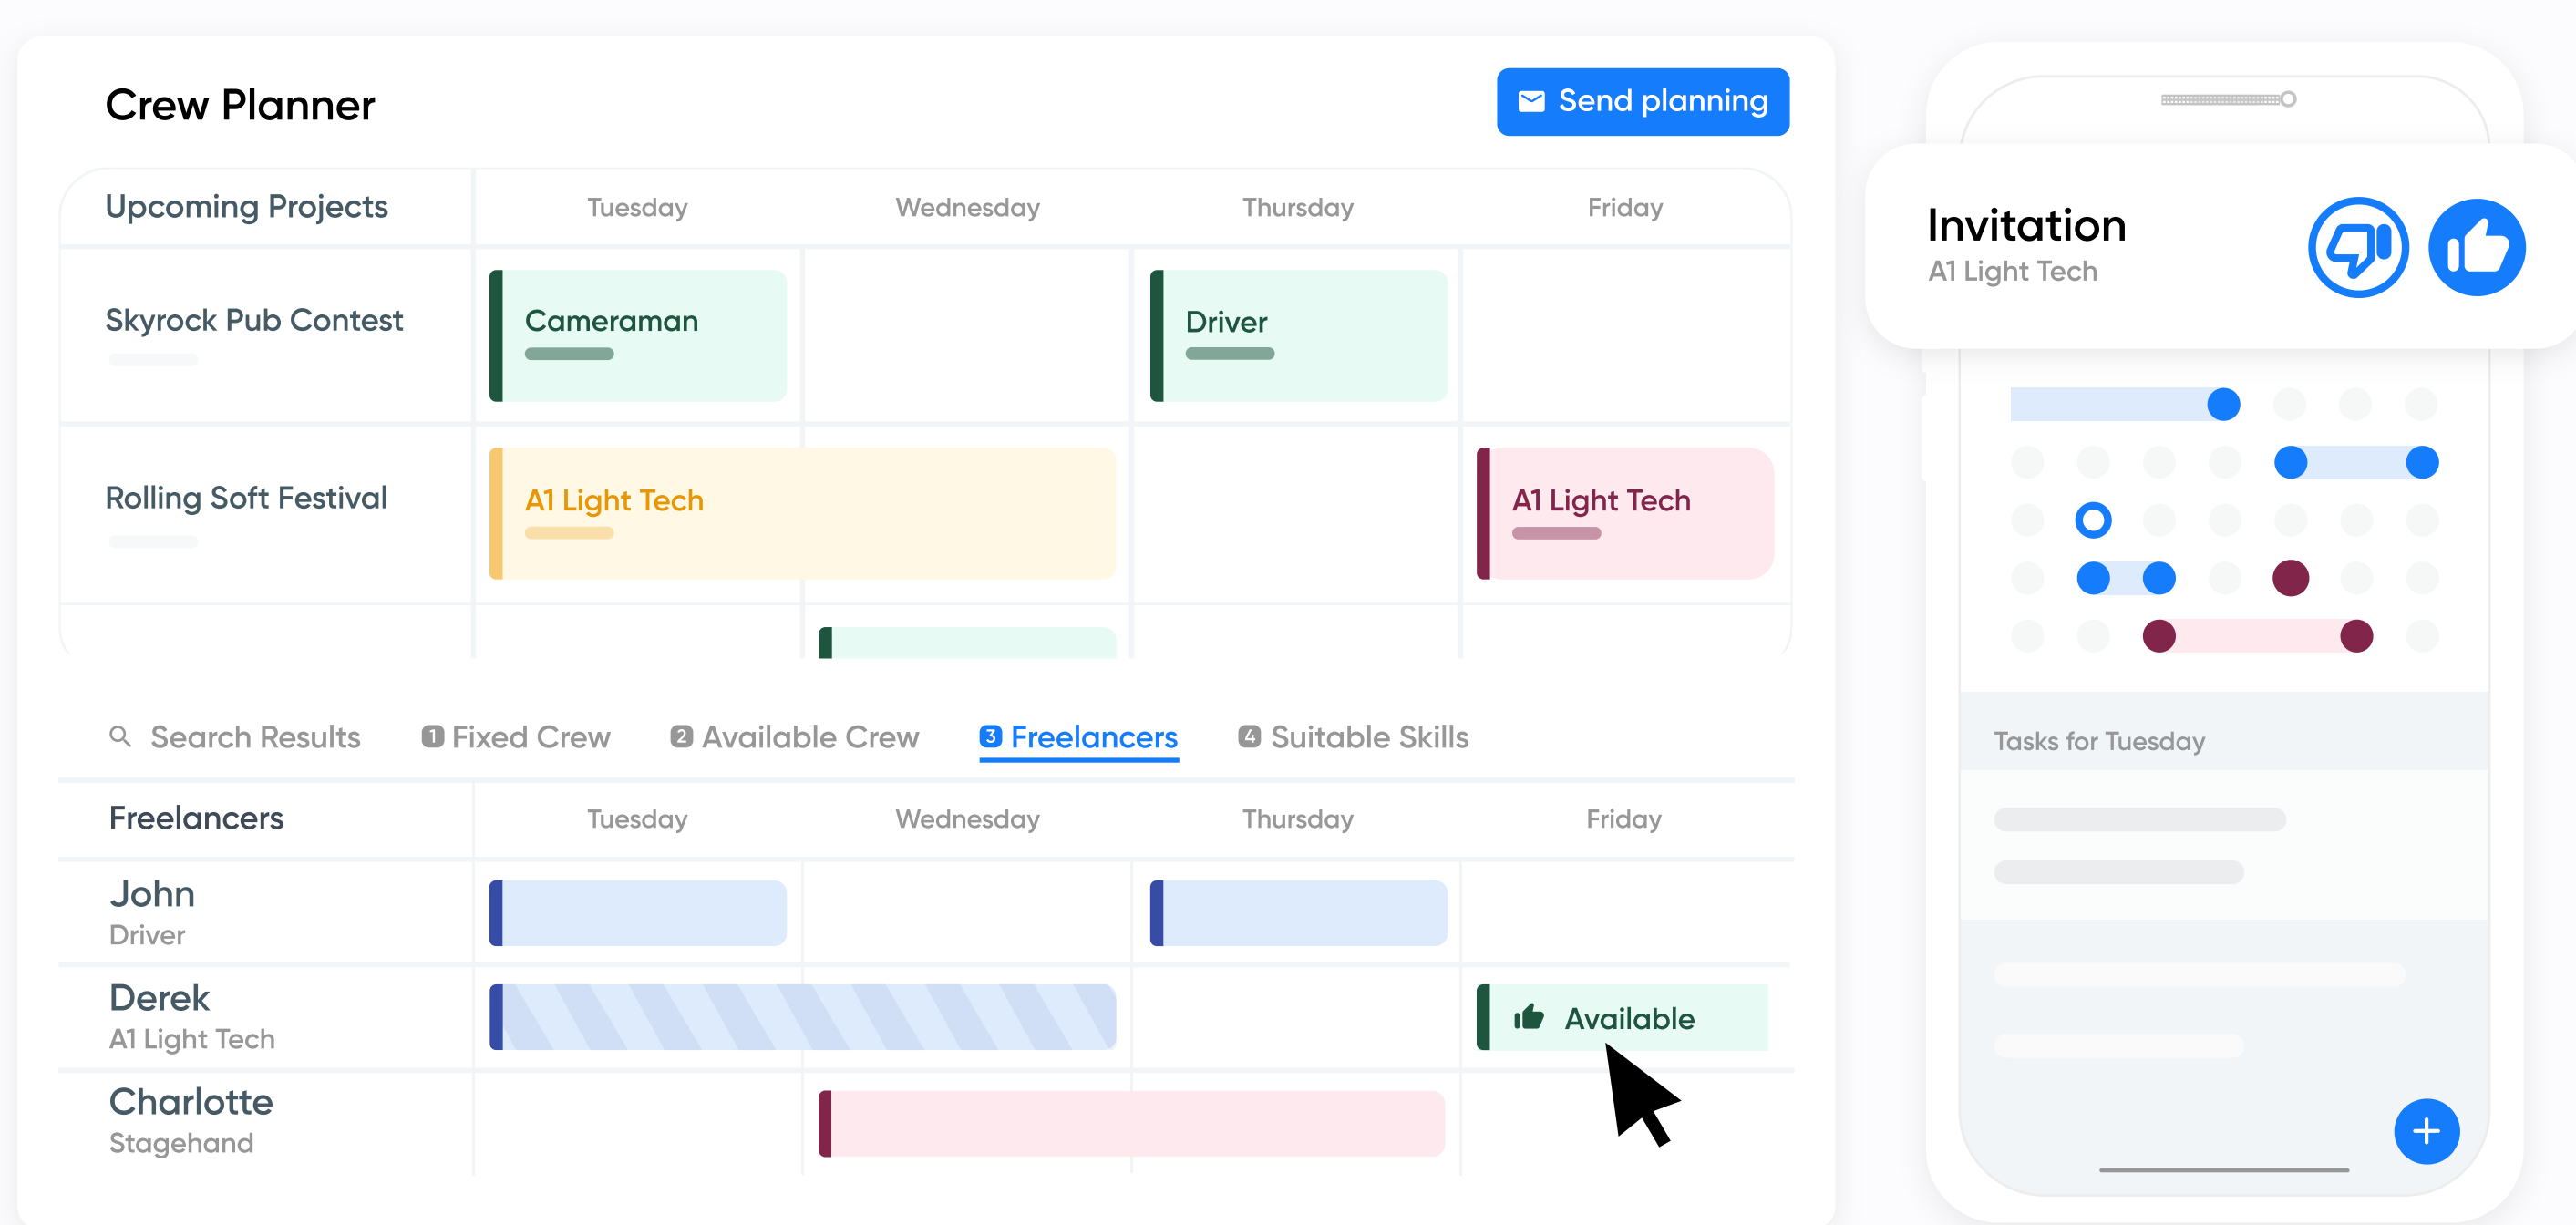 Crew Planner
Send planning
Upcoming Projects
Tuesday
Wednesday
Thursday
Friday
Skyrock Pub Contest
Cameraman
Driver
Rolling Soft Festival
A1 Light Tech
A1 Light Tech
Search Results
1 Fixed Crew
2 Available Crew
3 Freelancers
4 Suitable Skills
Freelancers
Tuesday
Wednesday
Thursday
Friday
John
Driver
Derek
A1 Light Tech
Available
Charlotte
Stagehand
Invitation
A1 Light Tech
Tasks for Tuesday